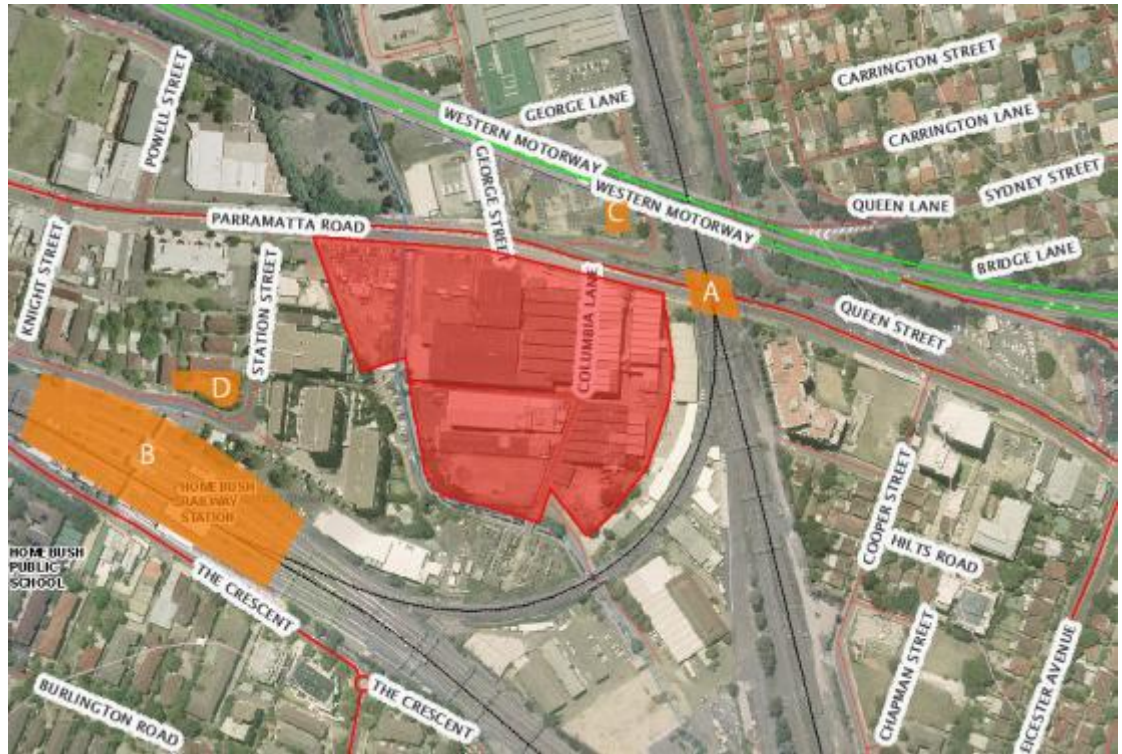 CARRINGTON STREET
POWELL STREET
GEORGE LANE
CARRINGTON LANE
WESTERN MOTORWAY
GEORGE STREET
SYDNEY STREET
WESTERN MOTORWAY
QUEEN LANE
C
PARRAMATTA ROAD
BRIDGE LANE
KNIGHT STREET
STATION STREET
COLUMBIA LANE
A
QUEEN STREET
D
B
HOMEBUSH
RAILWAY
STATION
COOPER STREET
HOMEBUSH
PUBLIC
SCHOOL
HILTS ROAD
THE CRESCENT
CHAPMAN STREET
CESTER AVENUE
BURLINGTON ROAD
THE CRESCENT